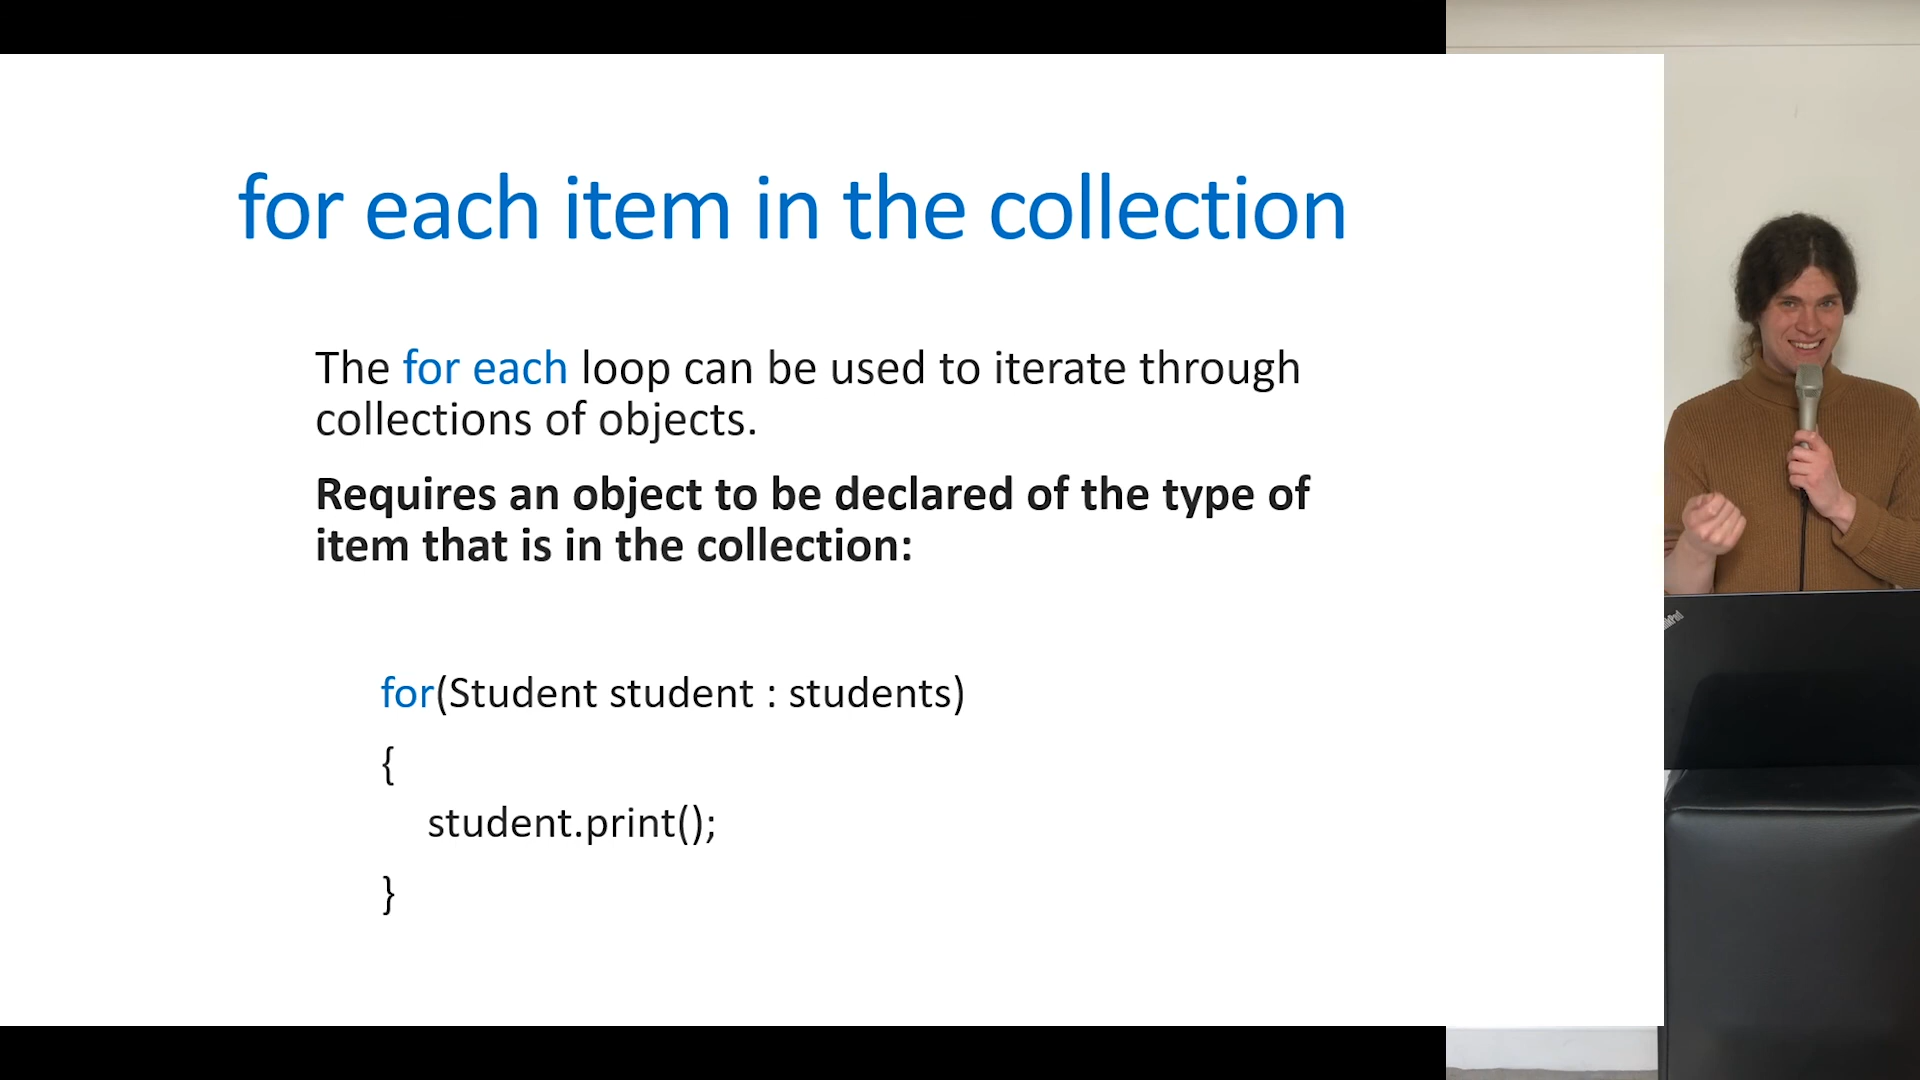 for each item in the collection
The for each loop can be used to iterate through
collections of objects.
Requires an object to be declared of the type of
item that is in the collection:
for(Student student : students)
{
student.print();
}